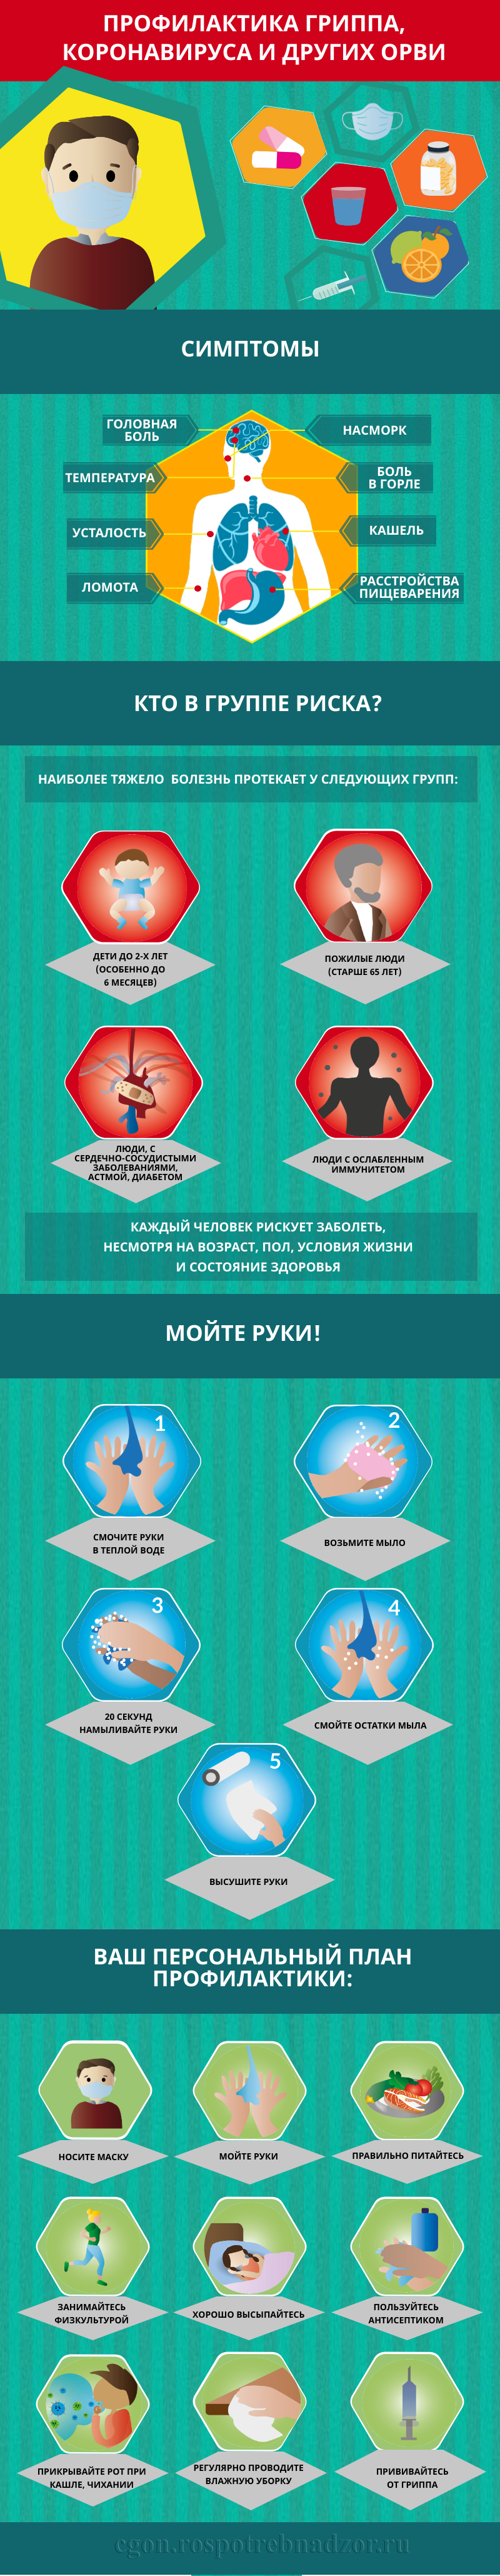 ПРОФИЛАКТИКА ГРИППА,
КОРОНАВИРУСА И ДРУГИХ ОРВИ
СИМПТОМЫ
ГОЛОВНАЯ
БОЛЬ
НАСМОРК
ТЕМПЕРАТУРА
БОЛЬ
В ГОРЛЕ
УСТАЛОСТЬ
КАШЕЛЬ
ЛОМОТА
РАССТРОЙСТВА
ПИЩЕВАРЕНИЯ
КТО В ГРУППЕ РИСКА?
НАИБОЛЕЕ ТЯЖЕЛО БОЛЕЗНЬ ПРОТЕКАЕТ У СЛЕДУЮЩИХ ГРУПП:
ДЕТИ ДО 2-Х ЛЕТ
(ОСОБЕННО ДО
6 МЕСЯЦЕВ)
ПОЖИЛЫЕ ЛЮДИ
(СТАРШЕ 65 ЛЕТ)
ЛЮДИ, С
СЕРДЕЧНО-СОСУДИСТЫМИ
ЗАБОЛЕВАНИЯМИ,
АСТМОЙ, ДИАБЕТОМ
ЛЮДИ С ОСЛАБЛЕННЫМ
ИММУНИТЕТОМ
КАЖДЫЙ ЧЕЛОВЕК РИСКУЕТ ЗАБОЛЕТЬ,
НЕСМОТРЯ НА ВОЗРАСТ, ПОЛ, УСЛОВИЯ ЖИЗНИ
И СОСТОЯНИЕ ЗДОРОВЬЯ
МОЙТЕ РУКИ!
1
СМОЧИТЕ РУКИ
В ТЕПЛОЙ ВОДЕ
2
ВОЗЬМИТЕ МЫЛО
3
20 СЕКУНД
НАМЫЛИВАЙТЕ РУКИ
4
СМОЙТЕ ОСТАТКИ МЫЛА
5
ВЫСУШИТЕ РУКИ
ВАШ ПЕРСОНАЛЬНЫЙ ПЛАН
ПРОФИЛАКТИКИ:
НОСИТЕ МАСКУ
МОЙТЕ РУКИ
ПРАВИЛЬНО ПИТАЙТЕСЬ
ЗАНИМАЙТЕСЬ
ФИЗКУЛЬТУРОЙ
ХОРОШО ВЫСЫПАЙТЕСЬ
ПОЛЬЗУЙТЕСЬ
АНТИСЕПТИКОМ
ПРИКРЫВАЙТЕ РОТ ПРИ
КАШЛЕ, ЧИХАНИИ
РЕГУЛЯРНО ПРОВОДИТЕ
ВЛАЖНУЮ УБОРКУ
ПРИВИВАЙТЕСЬ
ОТ ГРИППА
cgon.rospotrebnadzor.ru